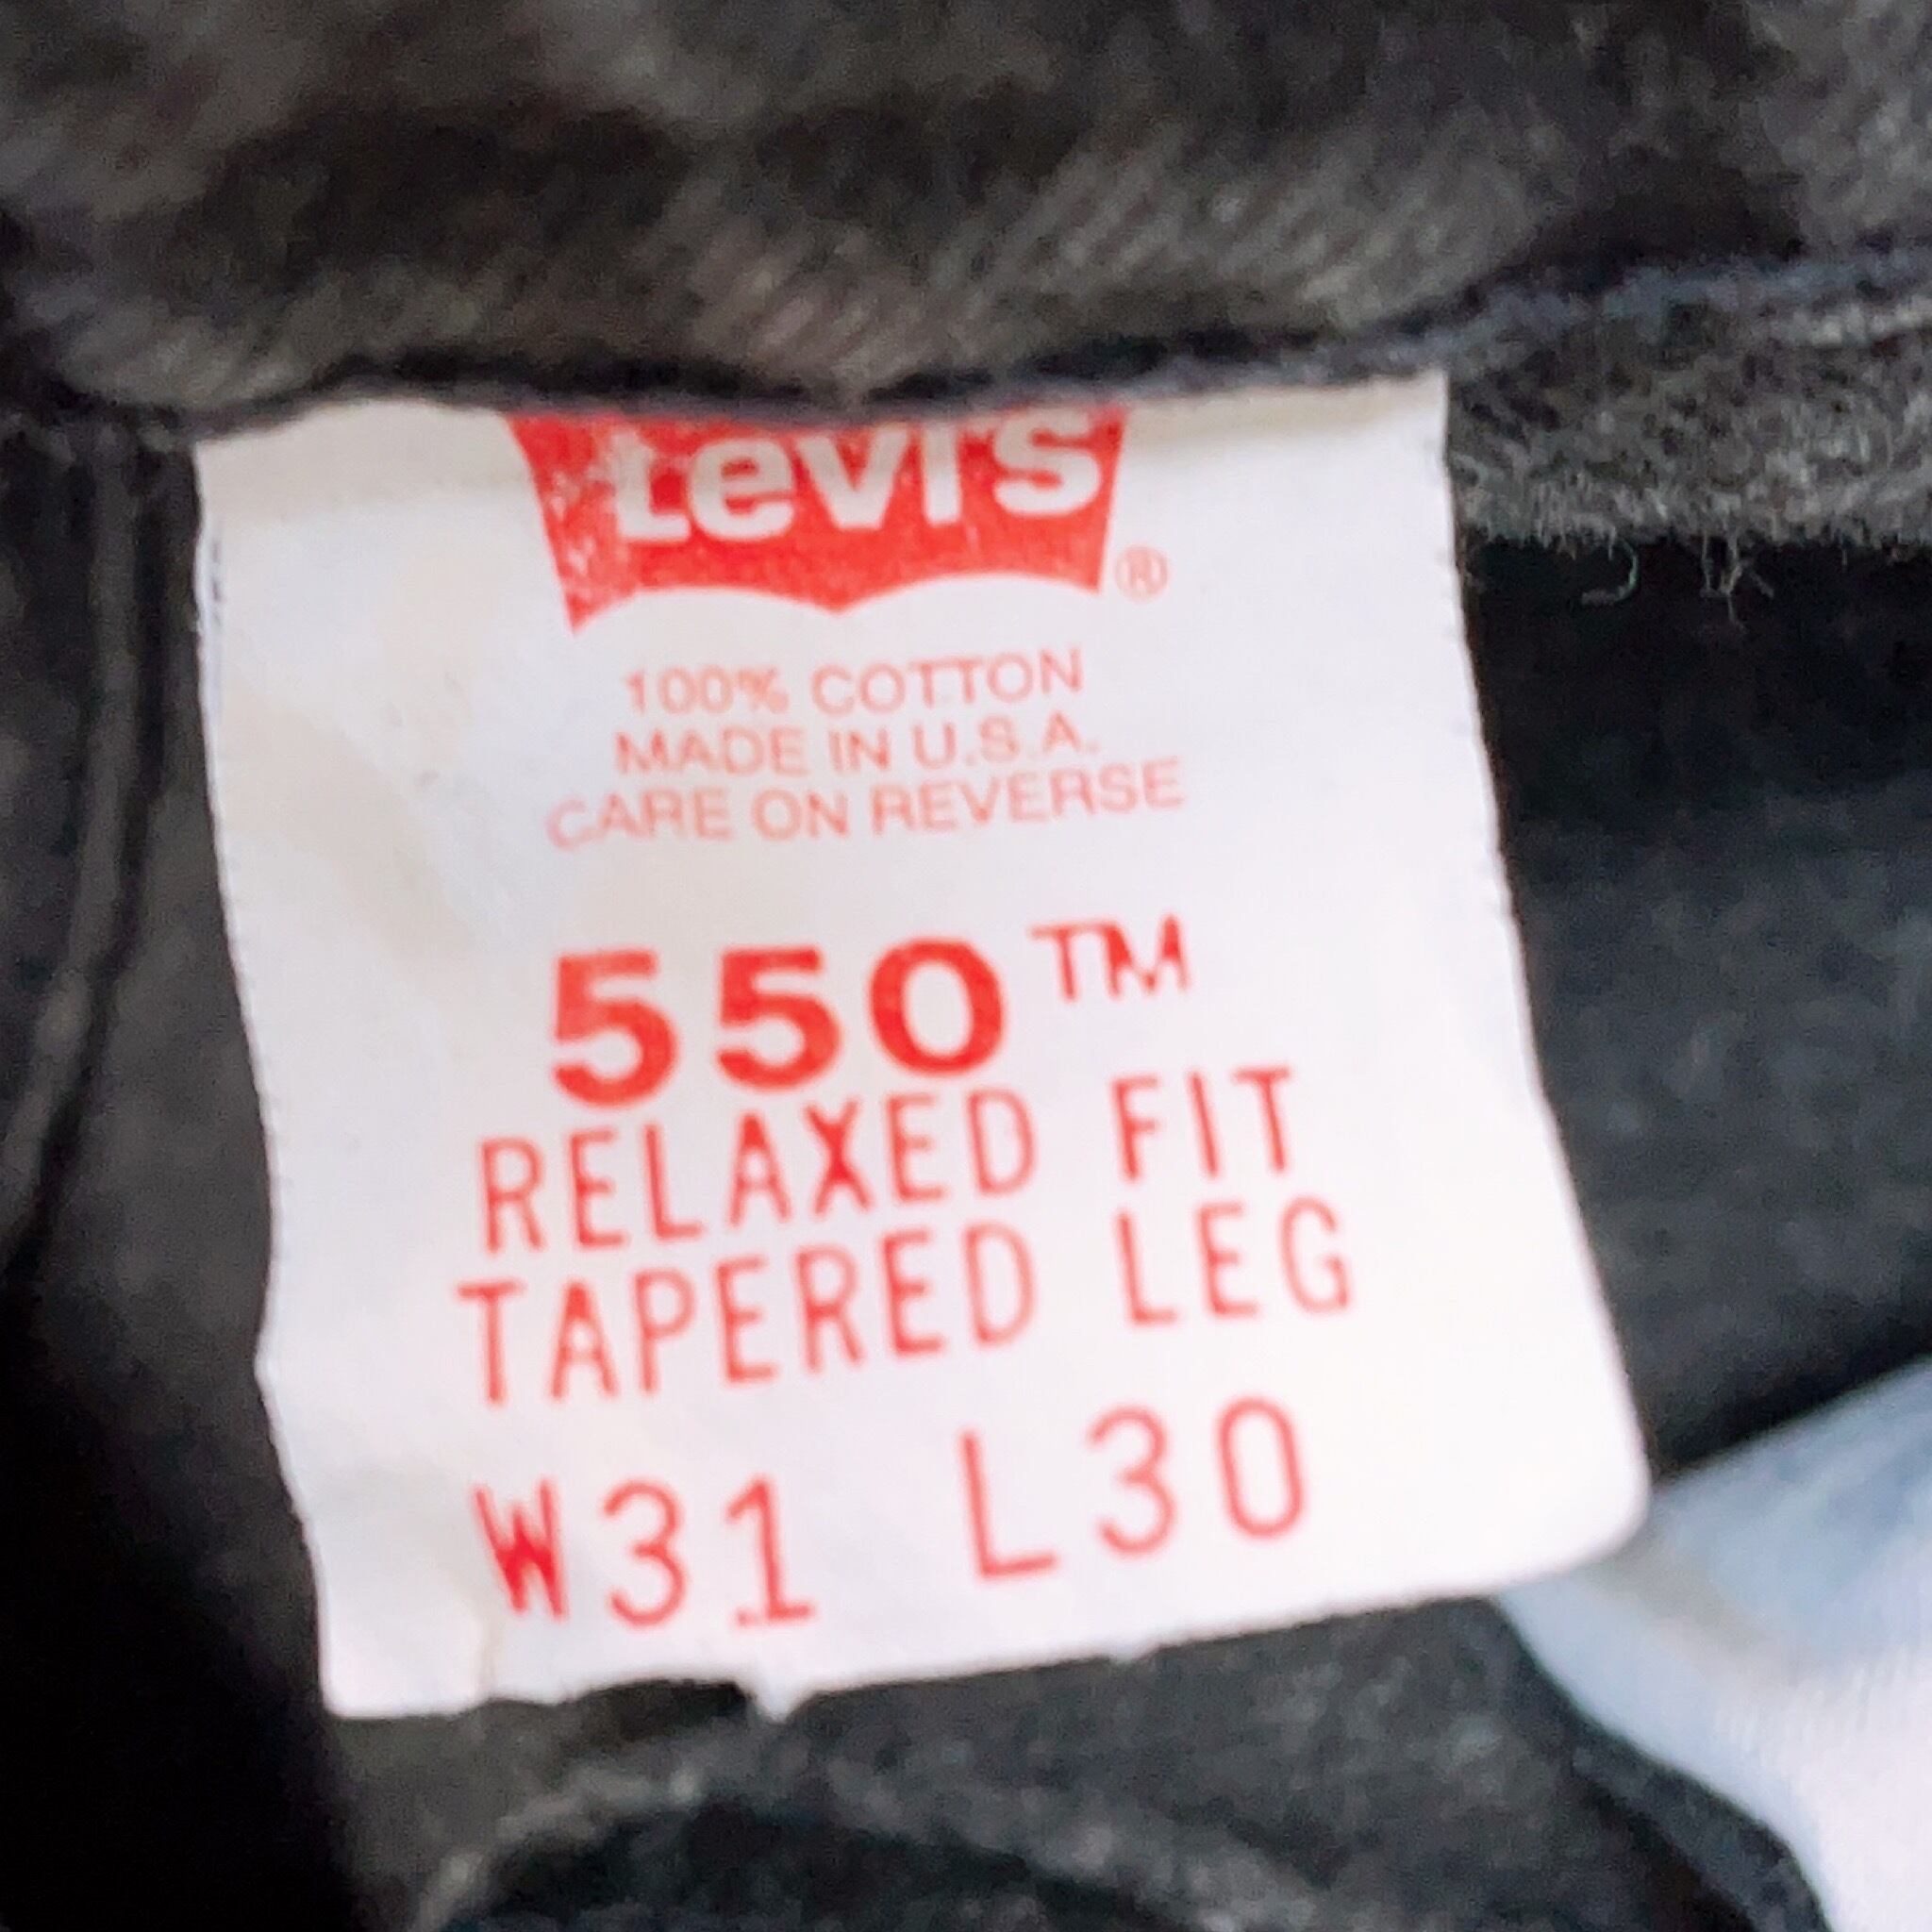 Levi's
®
100% COTTON
MADE IN U.S.A.
CARE ON REVERSE
550™
RELAXED FIT
TAPERED LEG
W31 L30